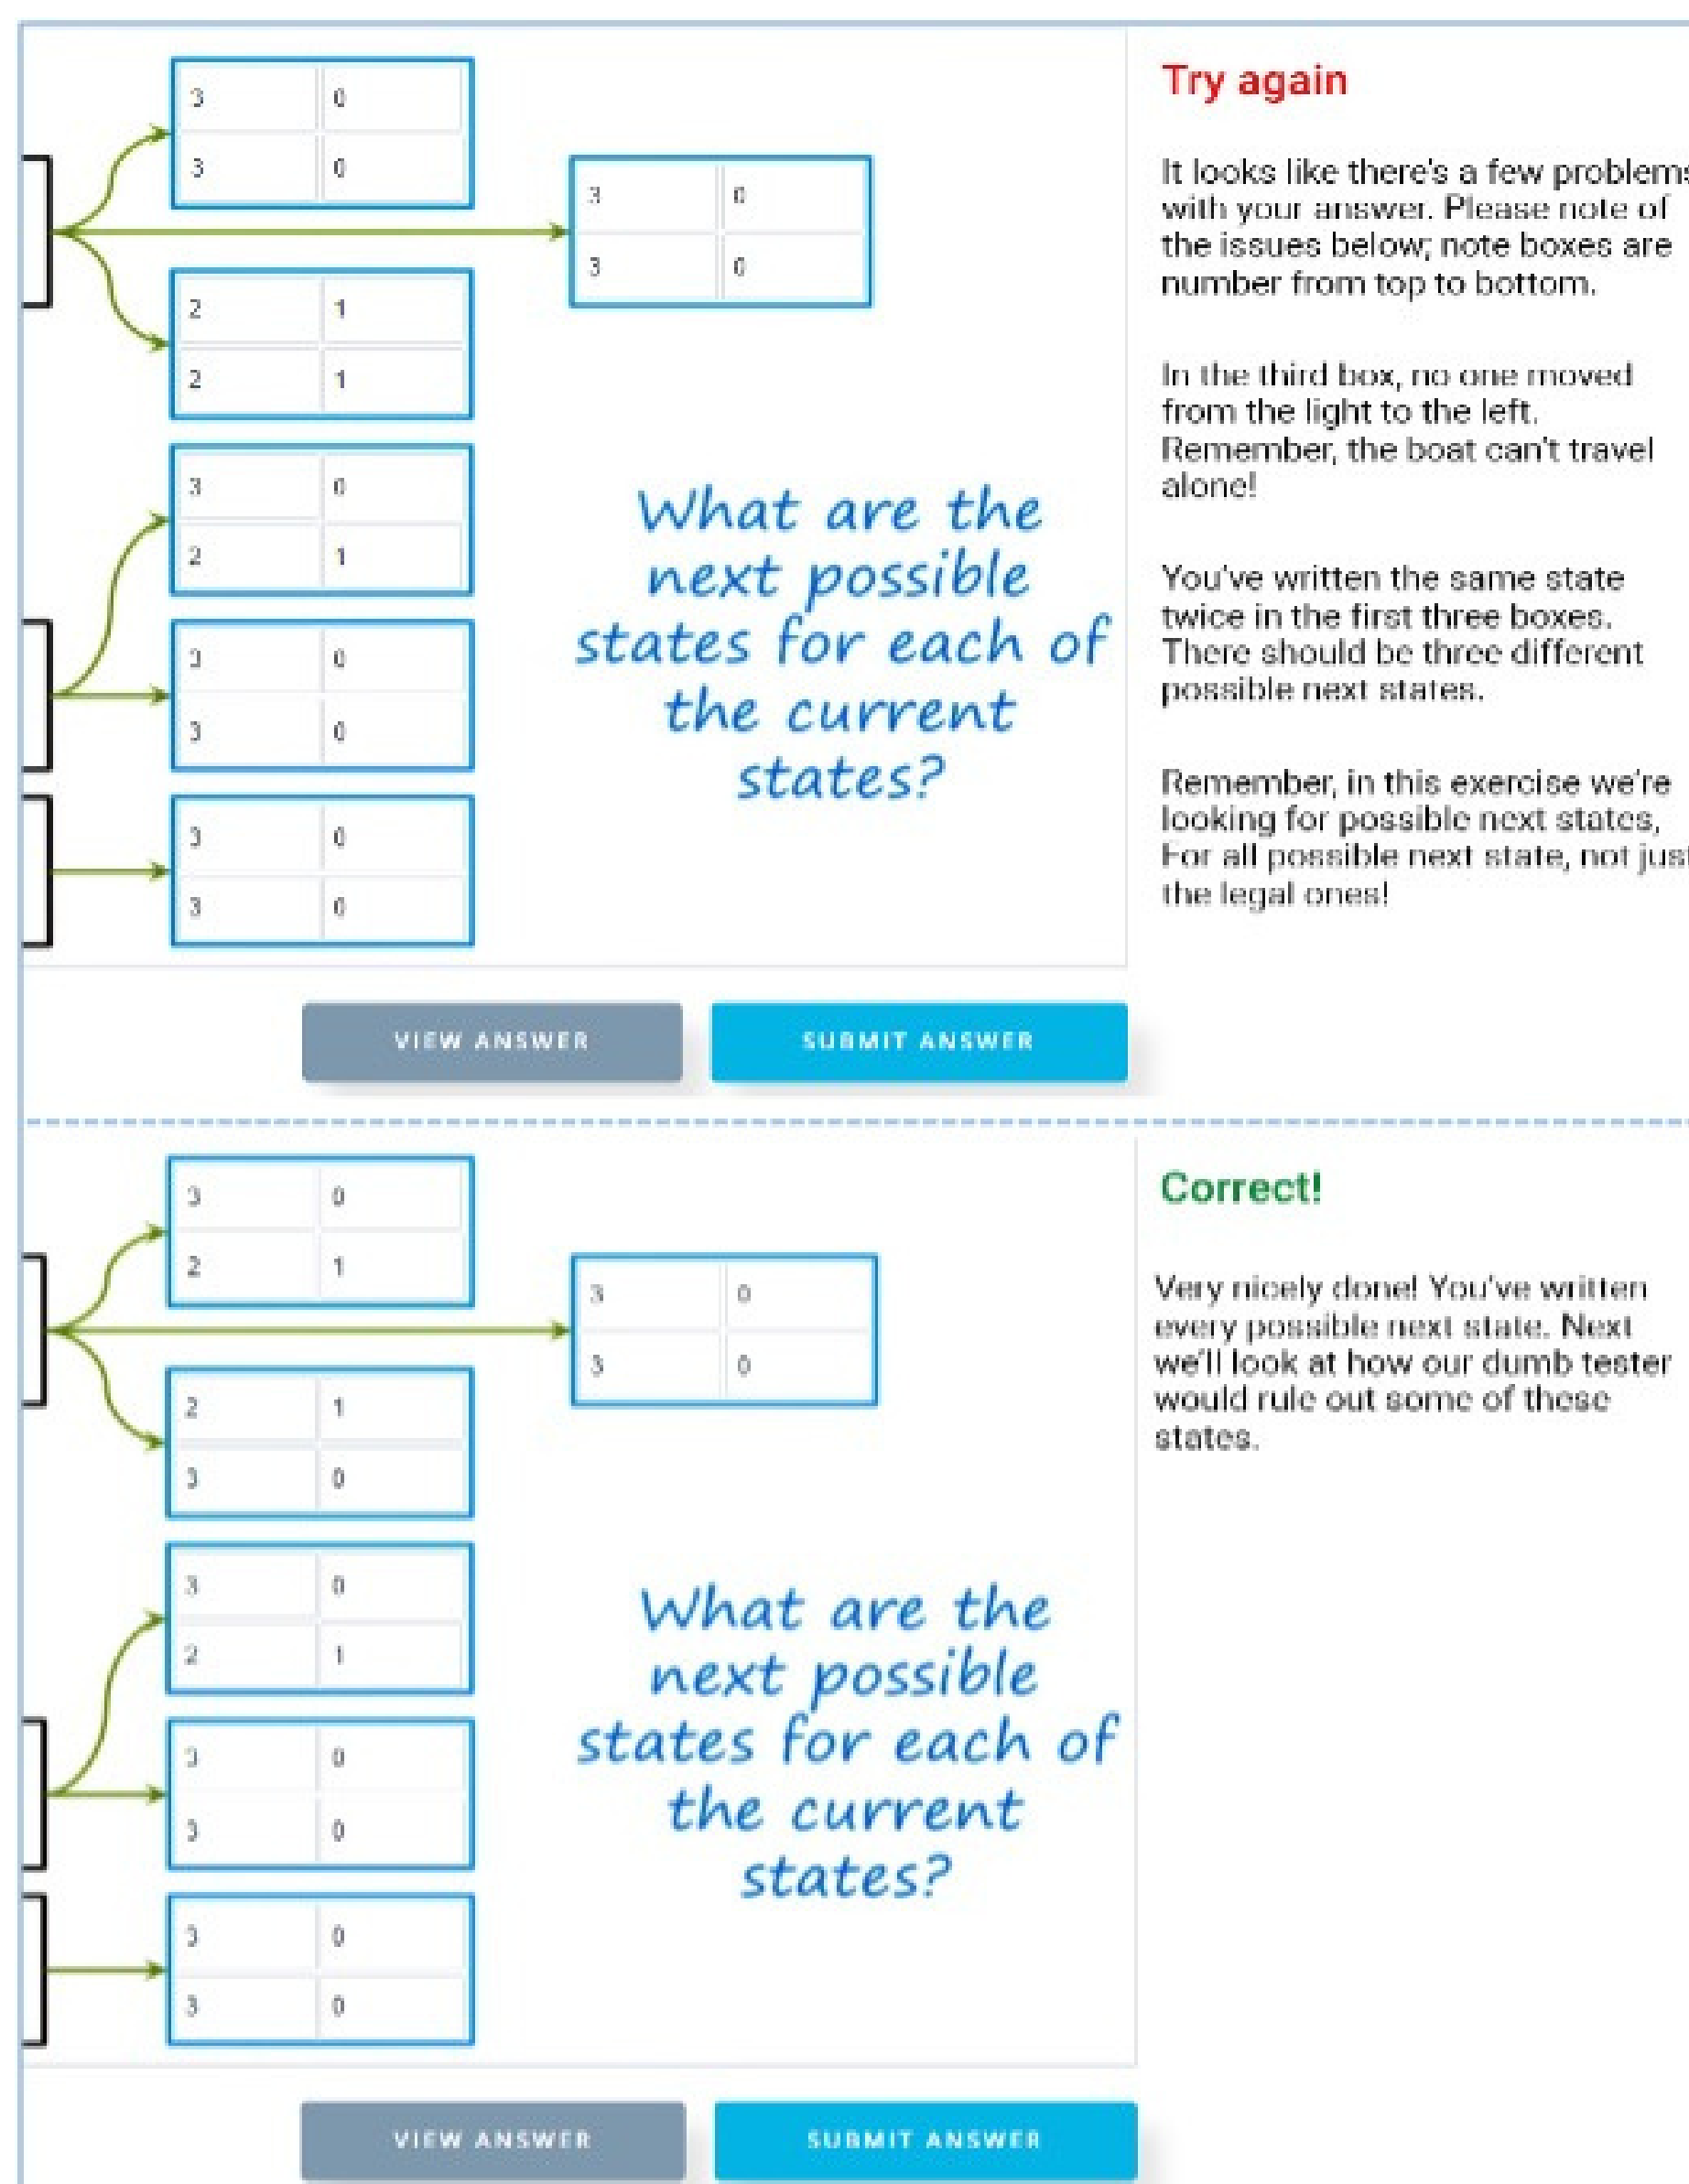 3 0
3 0
3 0
3 0
2 1
2 1
3 0
2 1
3 0
3 0
3 0
3 0
What are the
next possible
states for each of
the current
states?
VIEW ANSWER
SUBMIT ANSWER
Try again
It looks like there's a few problems
with your answer. Please note of
the issues below; note boxes are
number from top to bottom.
In the third box, no one moved
from the light to the left.
Remember, the boat can't travel
alone!
You've written the same state
twice in the first three boxes.
There should be three different
possible next states.
Remember, in this exercise we're
looking for possible next states,
For all possible next state, not just
the legal ones!
3 0
2 1
3 0
3 0
2 1
3 0
3 0
2 1
3 0
3 0
3 0
3 0
What are the
next possible
states for each of
the current
states?
VIEW ANSWER
SUBMIT ANSWER
Correct!
Very nicely done! You've written
every possible next state. Next
we'll look at how our dumb tester
would rule out some of these
states.